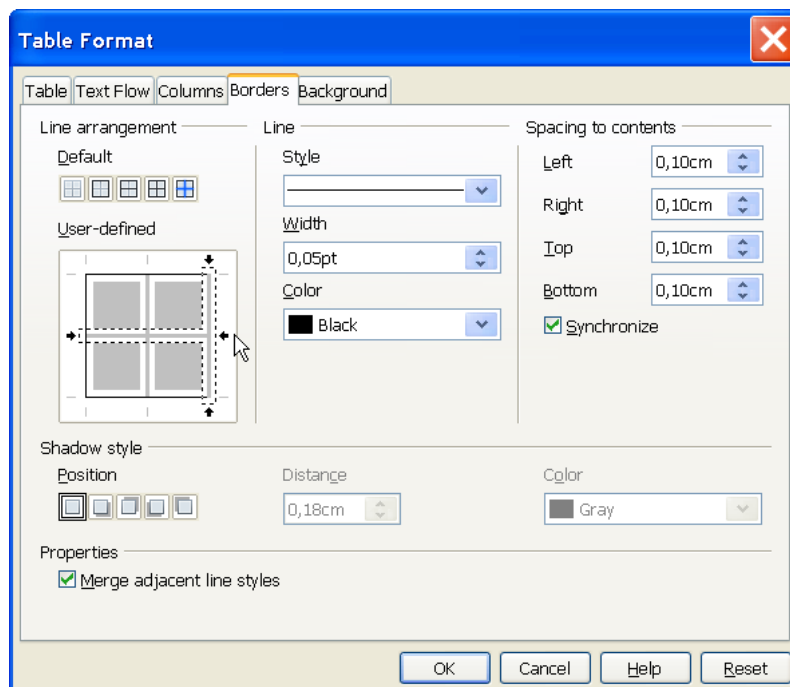 Table Format
Table Text Flow Columns Borders Background
Line arrangement
Default
User-defined
Line
Style
Width
0,05pt
Color
Black
Spacing to contents
Left 0,10cm
Right 0,10cm
Top 0,10cm
Bottom 0,10cm
Synchronize
Shadow style
Position
Distance
0,18cm
Color
Gray
Properties
Merge adjacent line styles
OK Cancel Help Reset